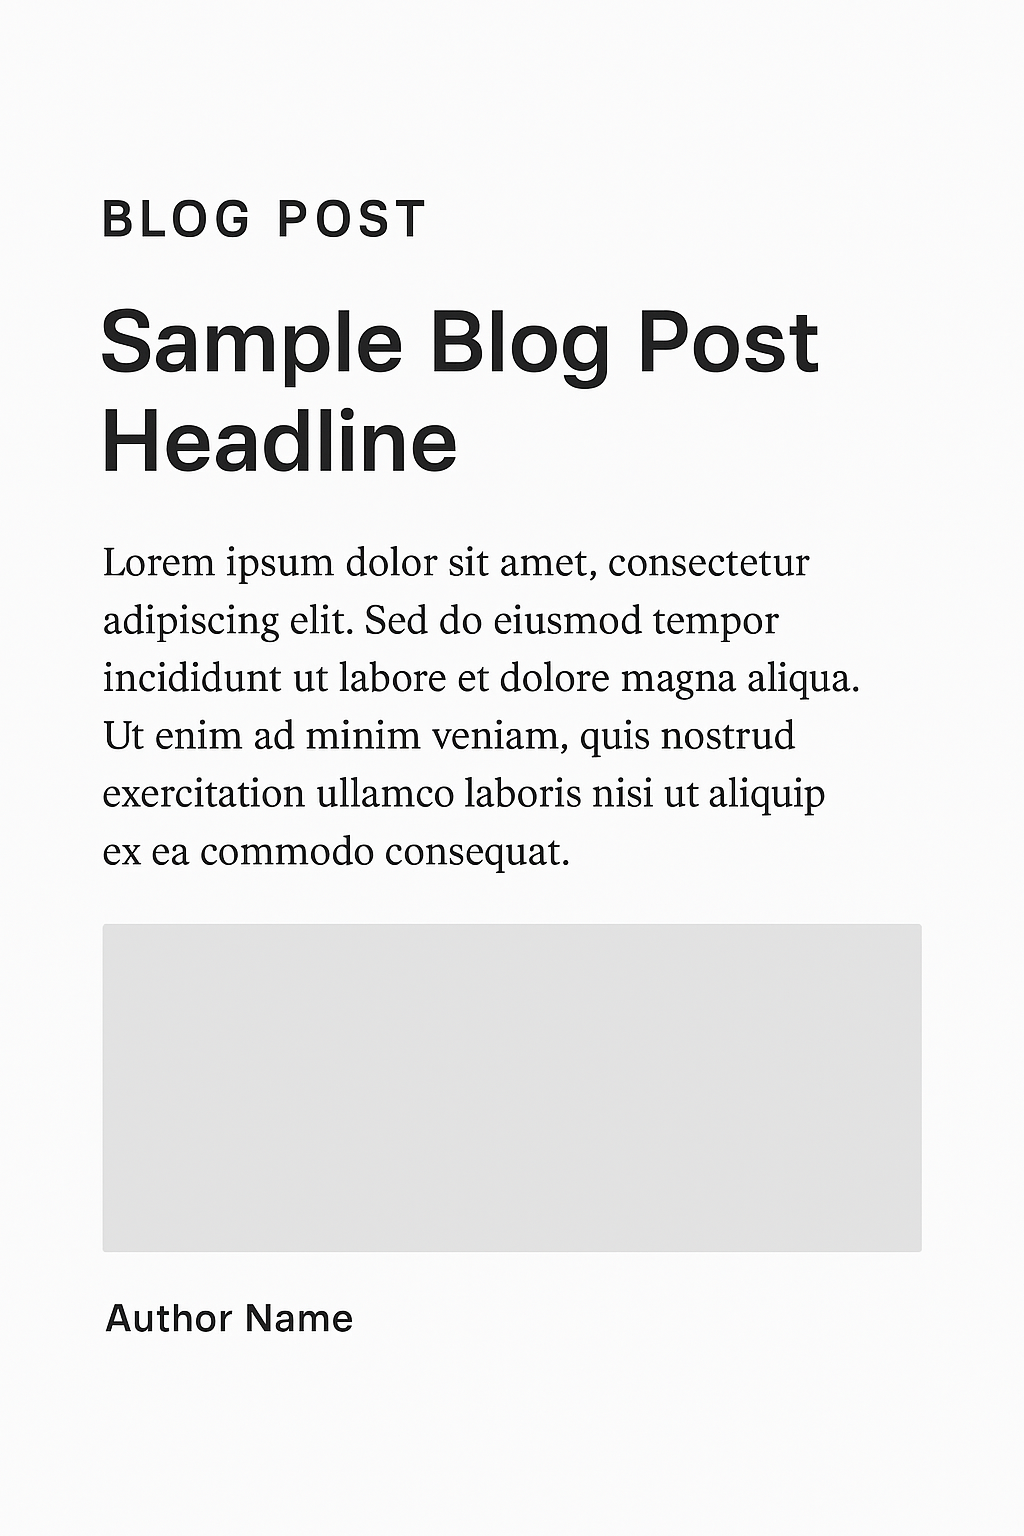 BLOG POST
Sample Blog Post
Headline
Lorem ipsum dolor sit amet, consectetur
adipiscing elit. Sed do eiusmod tempor
incididunt ut labore et dolore magna aliqua.
Ut enim ad minim veniam, quis nostrud
exercitation ullamco laboris nisi ut aliquip
ex ea commodo consequat.
Author Name